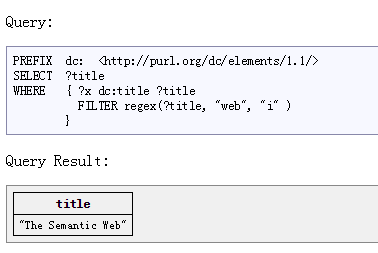 Query:
PREFIX  dc:  <http://purl.org/dc/elements/1.1/>
SELECT  ?title
WHERE   { ?x dc:title ?title
          FILTER regex(?title, "web", "i" )
        }
Query Result:
title
"The Semantic Web"